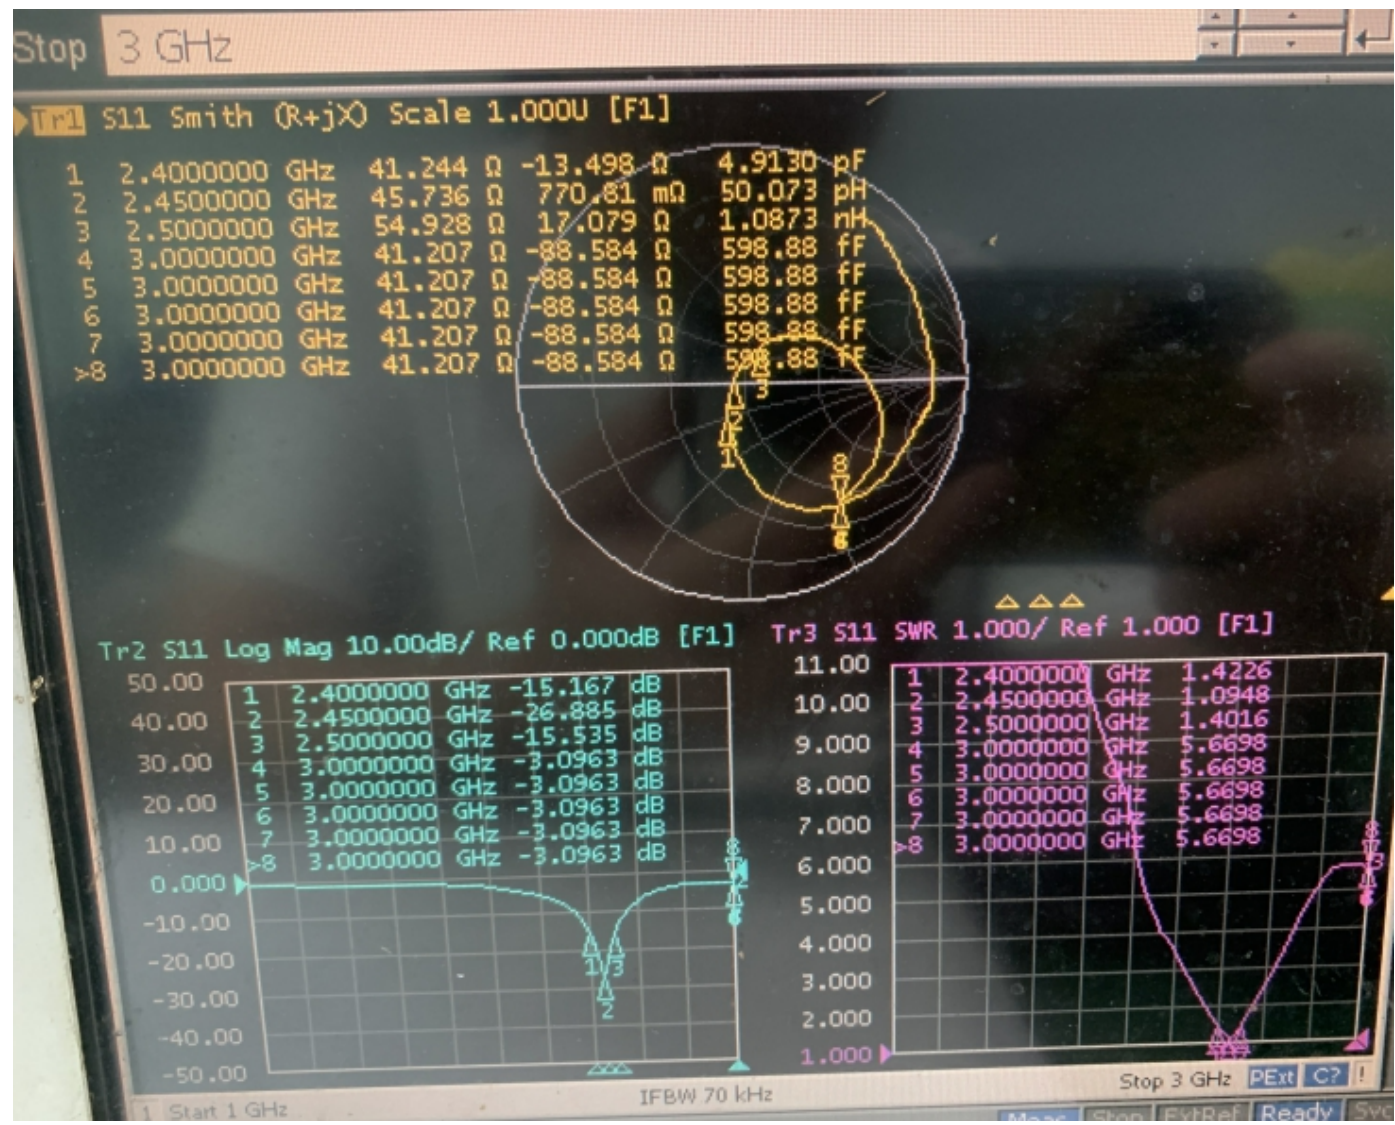 Stop 3 GHz
Tr1 S11 Smith (R+jX) Scale 1.000U [F1]
1 2.4000000 GHz 41.244 Ω -13.498 Ω 4.9130 pF
2 2.4500000 GHz 45.736 Ω 770.81 mΩ 50.073 pH
3 2.5000000 GHz 54.928 Ω 17.079 Ω 1.0873 nH
4 3.0000000 GHz 41.207 Ω -88.584 Ω 598.88 fF
5 3.0000000 GHz 41.207 Ω -88.584 Ω 598.88 fF
6 3.0000000 GHz 41.207 Ω -88.584 Ω 598.88 fF
7 3.0000000 GHz 41.207 Ω -88.584 Ω 598.88 fF
>8 3.0000000 GHz 41.207 Ω -88.584 Ω 598.88 fF
3
2
1
8
6
Tr2 S11 Log Mag 10.00dB/ Ref 0.000dB [F1]
50.00
40.00
30.00
20.00
10.00
0.000
-10.00
-20.00
-30.00
-40.00
-50.00
1 2.4000000 GHz -15.167 dB
2 2.4500000 GHz -26.885 dB
3 2.5000000 GHz -15.535 dB
4 3.0000000 GHz -3.0963 dB
5 3.0000000 GHz -3.0963 dB
6 3.0000000 GHz -3.0963 dB
7 3.0000000 GHz -3.0963 dB
>8 3.0000000 GHz -3.0963 dB
8
1 3
2
Tr3 S11 SWR 1.000/ Ref 1.000 [F1]
11.00
10.00
9.000
8.000
7.000
6.000
5.000
4.000
3.000
2.000
1.000
1 2.4000000 GHz 1.4226
2 2.4500000 GHz 1.0948
3 2.5000000 GHz 1.4016
4 3.0000000 GHz 5.6698
5 3.0000000 GHz 5.6698
6 3.0000000 GHz 5.6698
7 3.0000000 GHz 5.6698
>8 3.0000000 GHz 5.6698
8
1 Start 1 GHz
IFBW 70 kHz
Stop 3 GHz PExt C? !
Meas Stop ExtRef Ready Svc